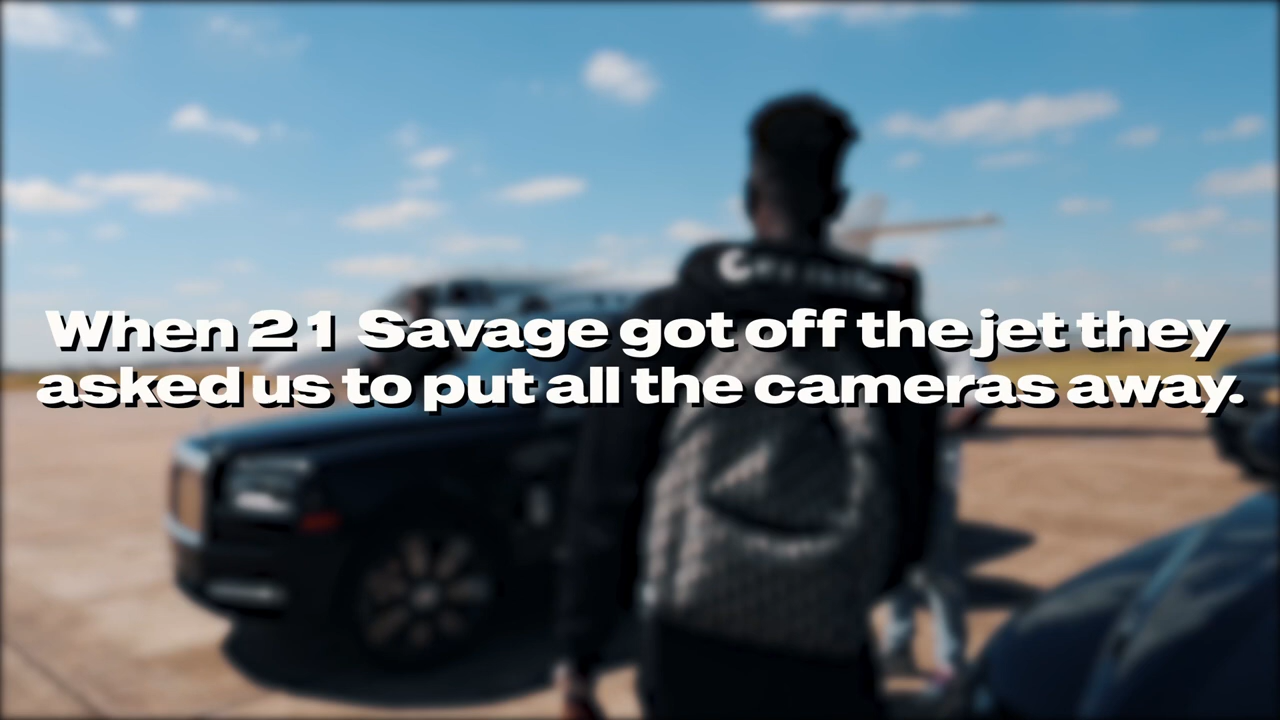 When 21 Savage got off the jet they
asked us to put all the cameras away.